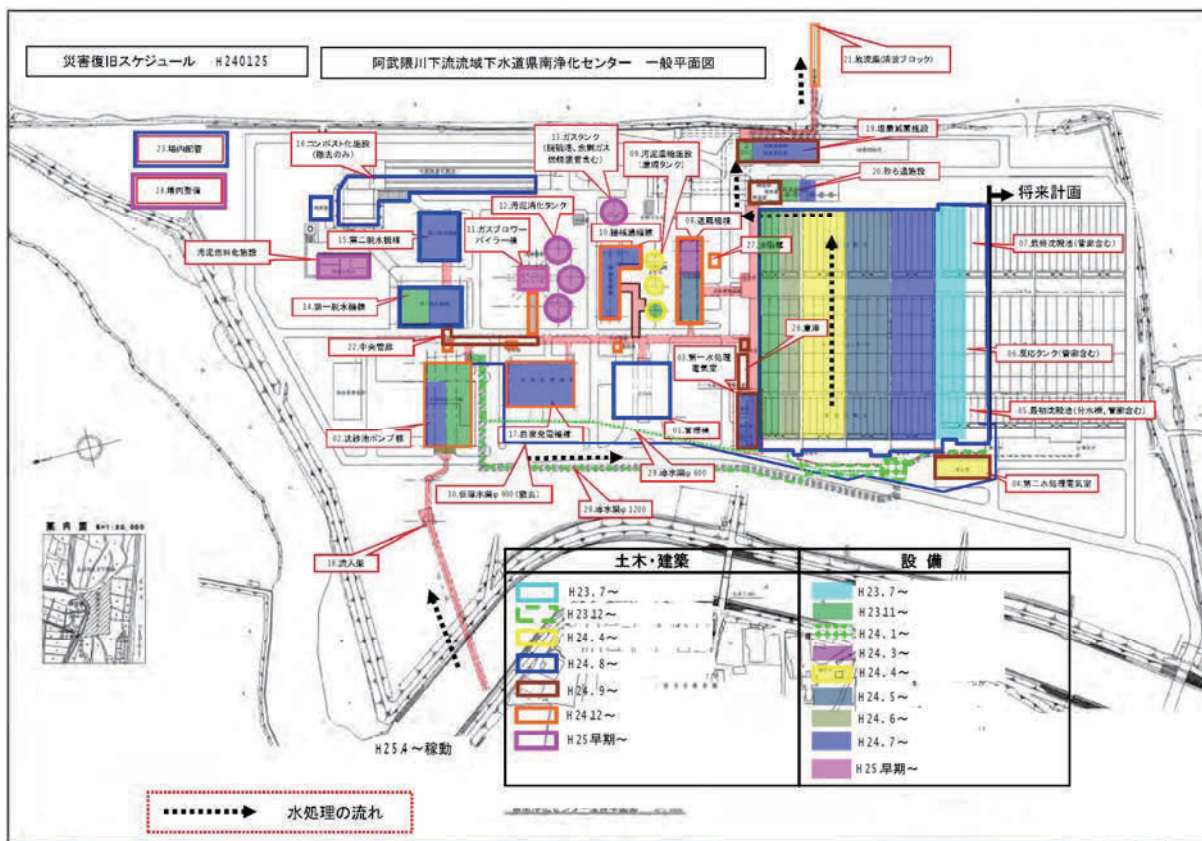 災害復旧スケジュール H240125
阿武隈川下流流域下水道県南浄化センター 一般平面図
21.放流渠(消波ブロック)
23.場内配管
28.場内整備
16.コンポスト化施設
(撤去のみ)
13.ガスタンク
(脱硫塔、余剰ガス
燃焼装置含む)
09.汚泥濃縮施設
(濃縮タンク)
19.塩素滅菌施設
20.砂ろ過施設
将来計画
12.汚泥消化タンク
10.機械濃縮棟
08.送風機棟
11.ガスブロワー
ボイラー棟
15.第二脱水機棟
汚泥燃料化施設
07.最終沈殿池(管廊含む)
14.第一脱水機棟
22.中央管廊
26.倉庫
03.第一水処理
電気室
06.反応タンク(管廊含む)
02.沈砂池ポンプ棟
17.自家発電機棟
01.管理棟
05.最初沈殿池(分水槽、管廊含む)
29.導水渠φ600
30.仮導水渠φ900(撤去)
29.導水渠φ1200
04.第二水処理電気室
18.流入渠
案内図
土木・建築
設備
H23.7～
H23.12～
H24.4～
H24.8～
H24.9～
H24.12～
H25早期～
H23.7～
H23.11～
H24.1～
H24.3～
H24.4～
H24.5～
H24.6～
H24.7～
H25早期～
H25.4～稼動
水処理の流れ